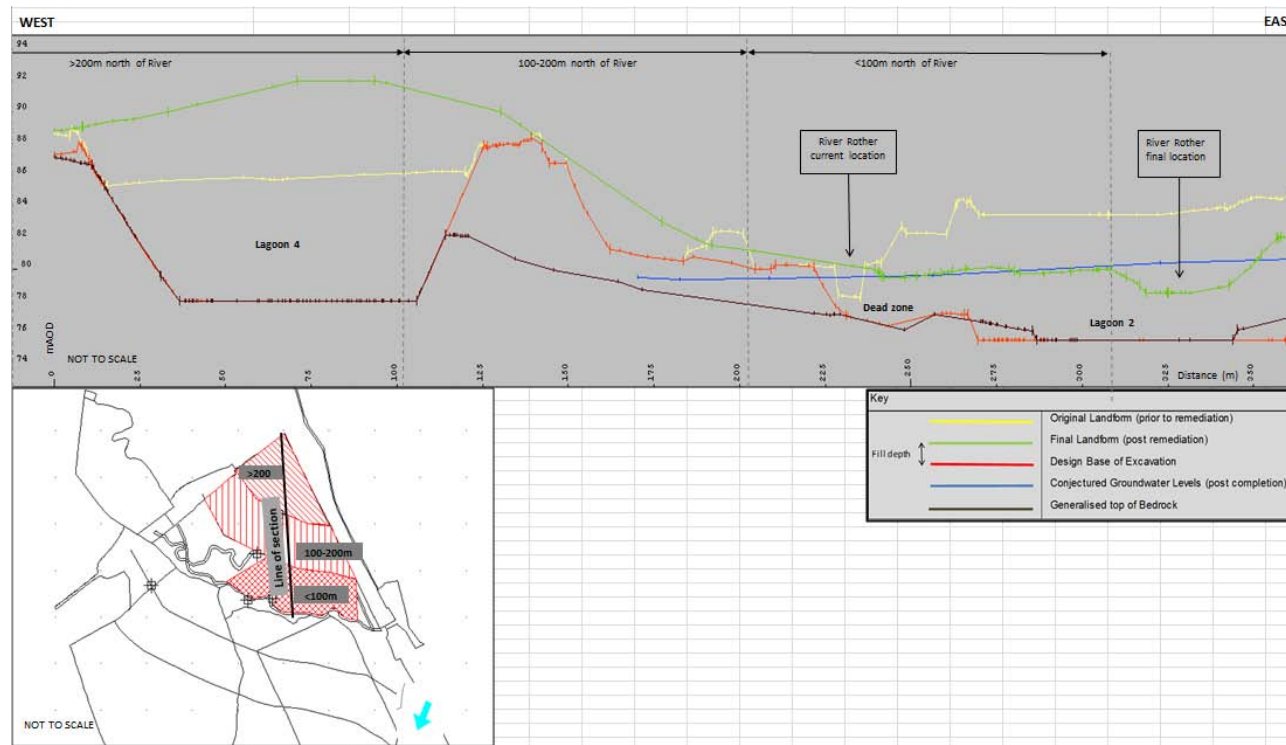 WEST
EAS
94
>200m north of River
100-200m north of River
<100m north of River
92
90
88
River Rother
current location
River Rother
final location
86
84
Lagoon 4
82
80
78
Dead zone
Lagoon 2
76
mAOD
74
NOT TO SCALE
0
25
50
75
100
125
150
175
200
225
250
275
300
325
350
Distance (m)
Key
Original Landform (prior to remediation)
Final Landform (post remediation)
Fill depth
Design Base of Excavation
Conjectured Groundwater Levels (post completion)
Generalised top of Bedrock
>200
Line of section
100-200m
<100m
NOT TO SCALE